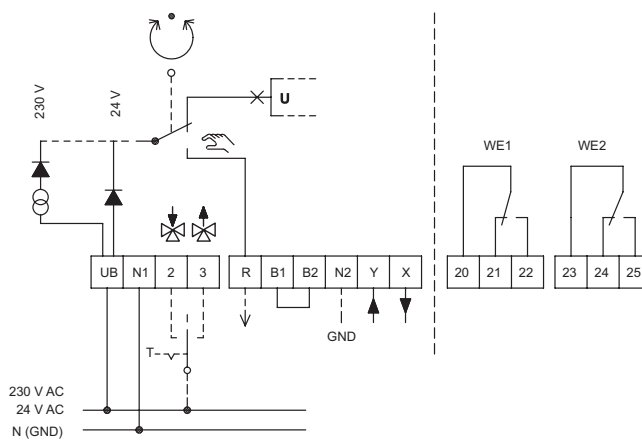 230 V
24 V
U
WE1
WE2
UB N1 2 3 R B1 B2 N2 Y X
20 21 22 23 24 25
GND
T
230 V AC
24 V AC
N (GND)